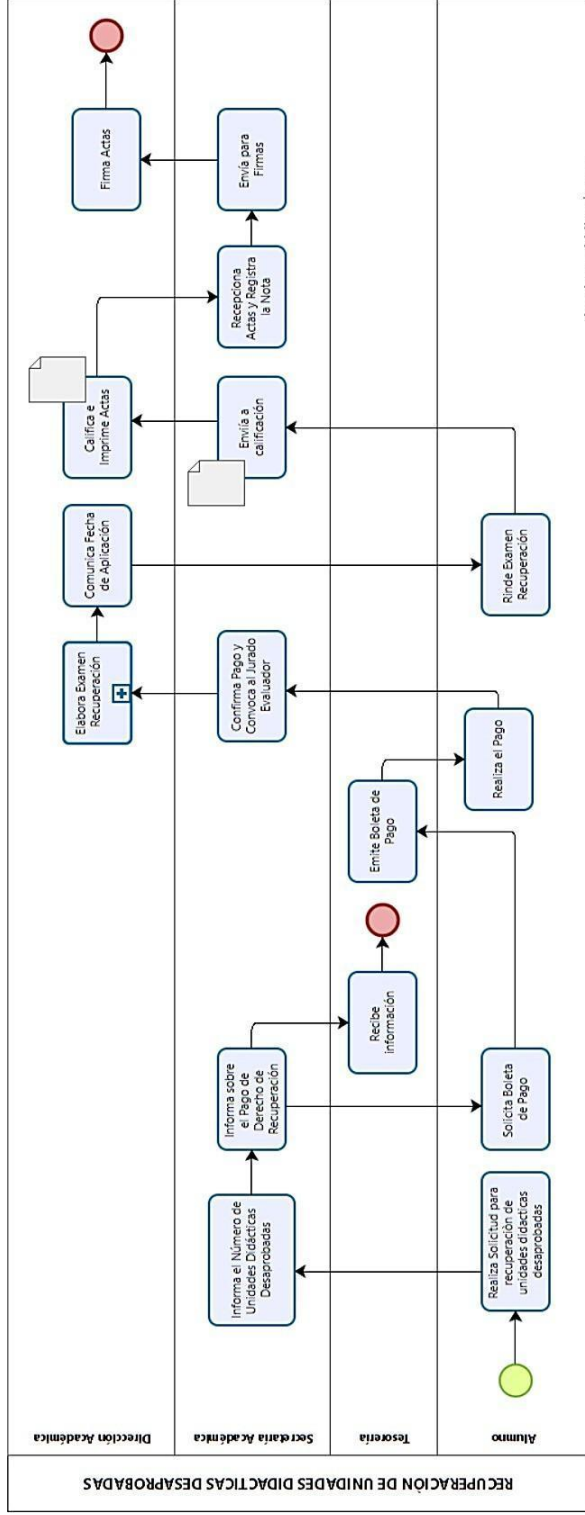 RECUPERACIÓN DE UNIDADES DIDACTICAS DESAPROBADAS
Dirección Académica
Secretaria Académica
Tesorería
Alumno
Realiza Solicitud para
recuperación de
unidades didacticas
desaprobadas
Informa el Número de
Unidades Didácticas
Desaprobadas
Informa sobre
el Pago de
Derecho de
Recuperación
Recibe
información
Solicita Boleta
de Pago
Emite Boleta de
Pago
Realiza el Pago
Confirma Pago y
Convoca al Jurado
Evaluador
Elabora Examen
Recuperación
Comunica Fecha
de Aplicación
Rinde Examen
Recuperación
Envíia a
calificación
Califica e
Imprime Actas
Recepciona
Actas y Registra
la Nota
Envía para
Firmas
Firma Actas